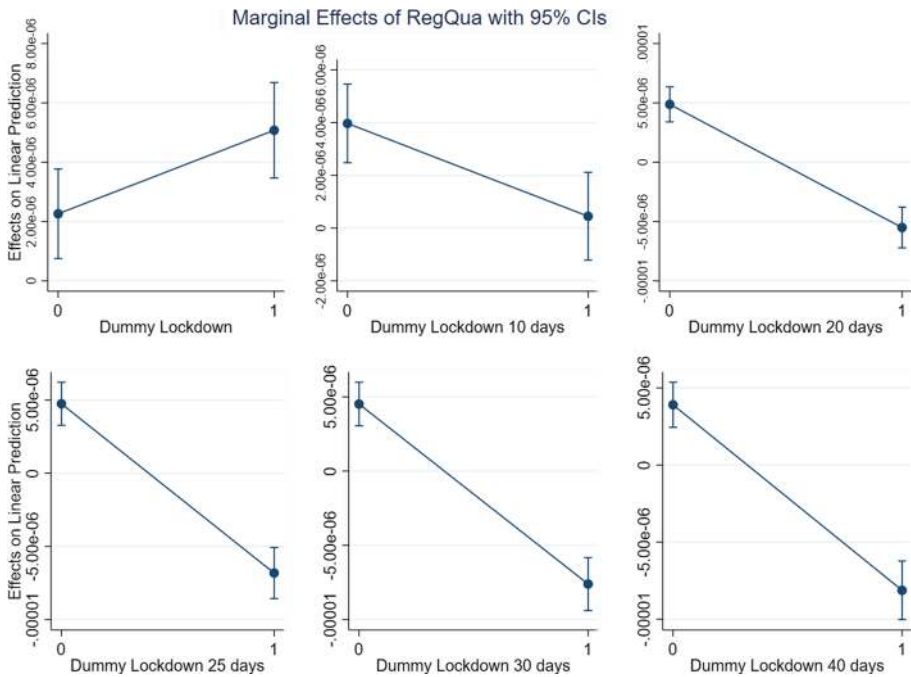 Marginal Effects of RegQua with 95% CIs
Effects on Linear Prediction
8.00e-06
6.00e-06
4.00e-06
2.00e-06
0
0 1
Dummy Lockdown
6.00e-06
4.00e-06
2.00e-06
0
-2.00e-06
0 1
Dummy Lockdown 10 days
.00001
5.00e-06
0
-5.00e-06
-.00001
0 1
Dummy Lockdown 20 days
Effects on Linear Prediction
5.00e-06
0
-5.00e-06
-.00001
0 1
Dummy Lockdown 25 days
5.00e-06
0
-5.00e-06
-.00001
0 1
Dummy Lockdown 30 days
5.00e-06
0
-5.00e-06
-.00001
0 1
Dummy Lockdown 40 days